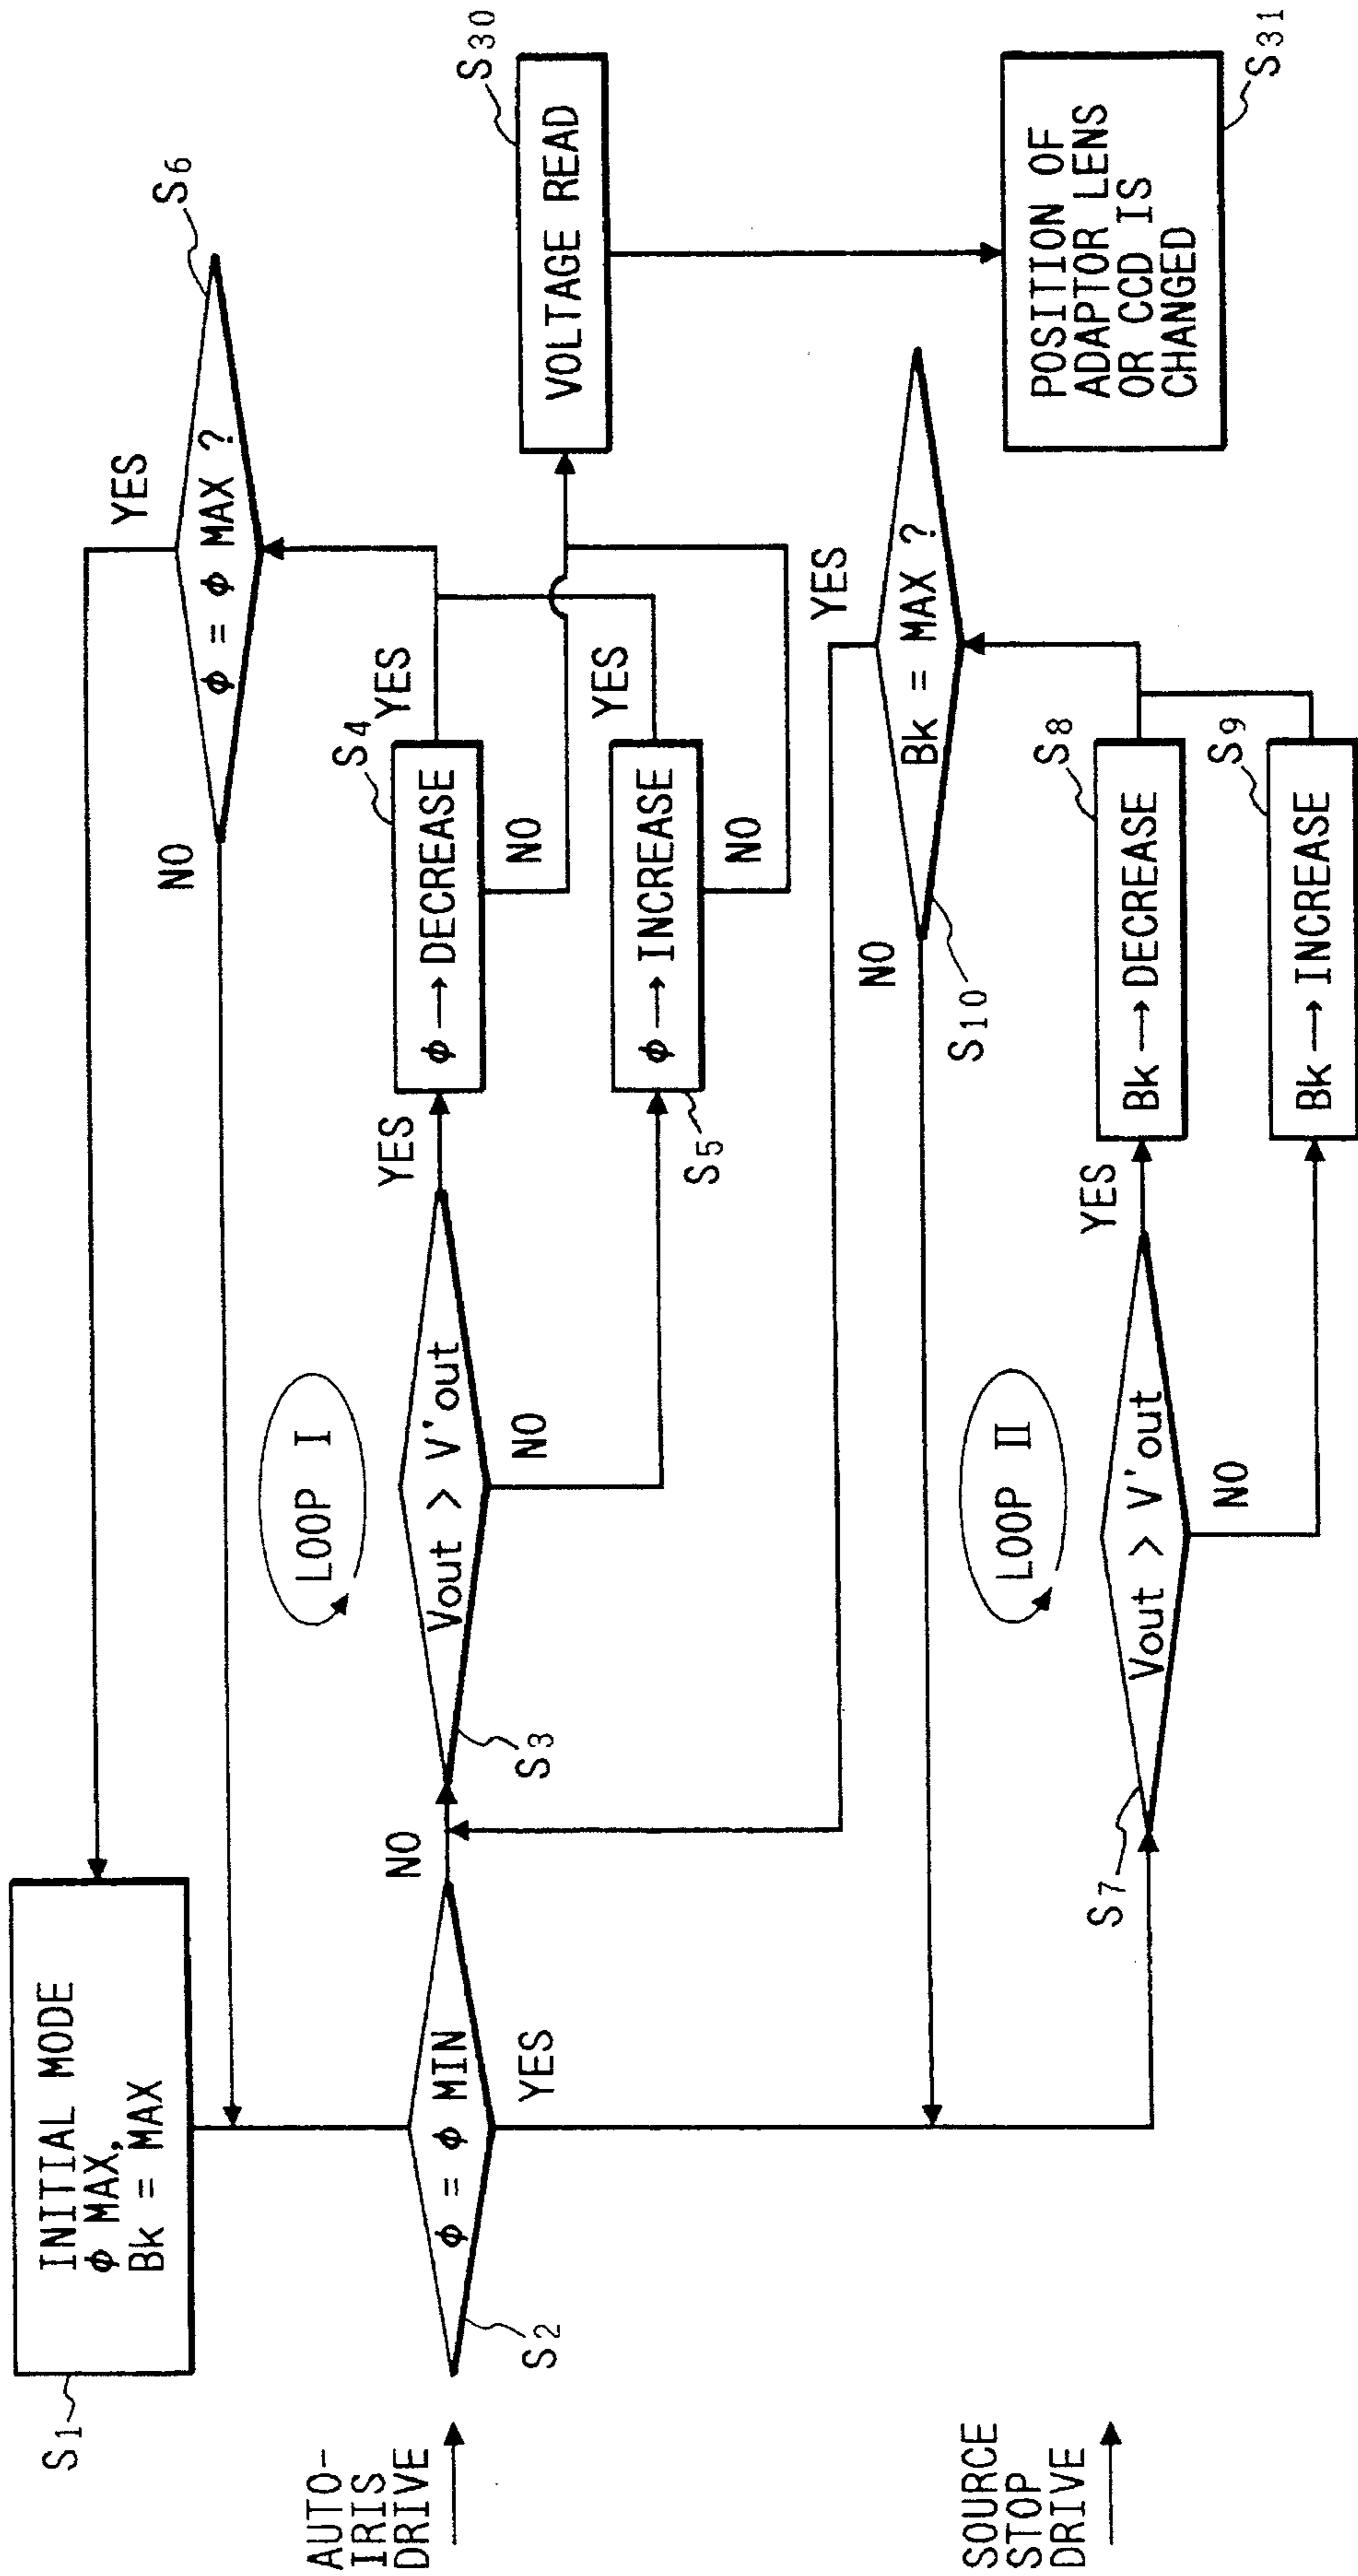 S1
INITIAL MODE
ϕ MAX,
Bk = MAX
AUTO-
IRIS
DRIVE
S2
ϕ = ϕ MIN
NO
YES
LOOP I
S3
Vout > V'out
YES
NO
S4
ϕ → DECREASE
YES
NO
S5
ϕ → INCREASE
YES
NO
S6
ϕ = ϕ MAX ?
YES
NO
S30
VOLTAGE READ
S31
POSITION OF
ADAPTOR LENS
OR CCD IS
CHANGED
SOURCE
STOP
DRIVE
LOOP II
S7
Vout > V'out
YES
NO
S8
Bk → DECREASE
S9
Bk → INCREASE
S10
Bk = MAX ?
YES
NO